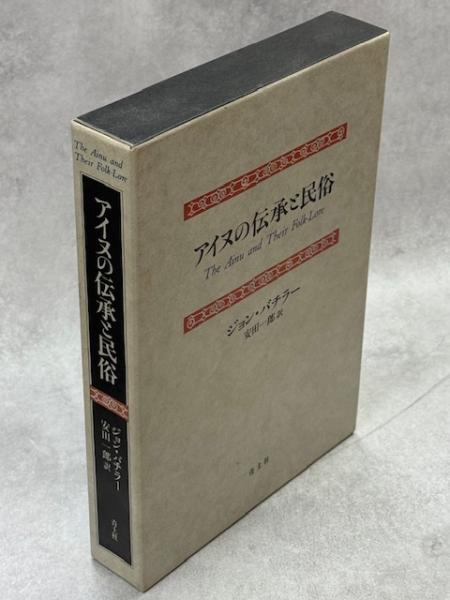 The Ainu and
Their Folk-Lore
アイヌの伝承と民俗
ジョン・バチラー
安田一郎訳
青土社
アイヌの伝承と民俗
The Ainu and Their Folk-Lore
ジョン・バチラー
安田一郎訳
青土社